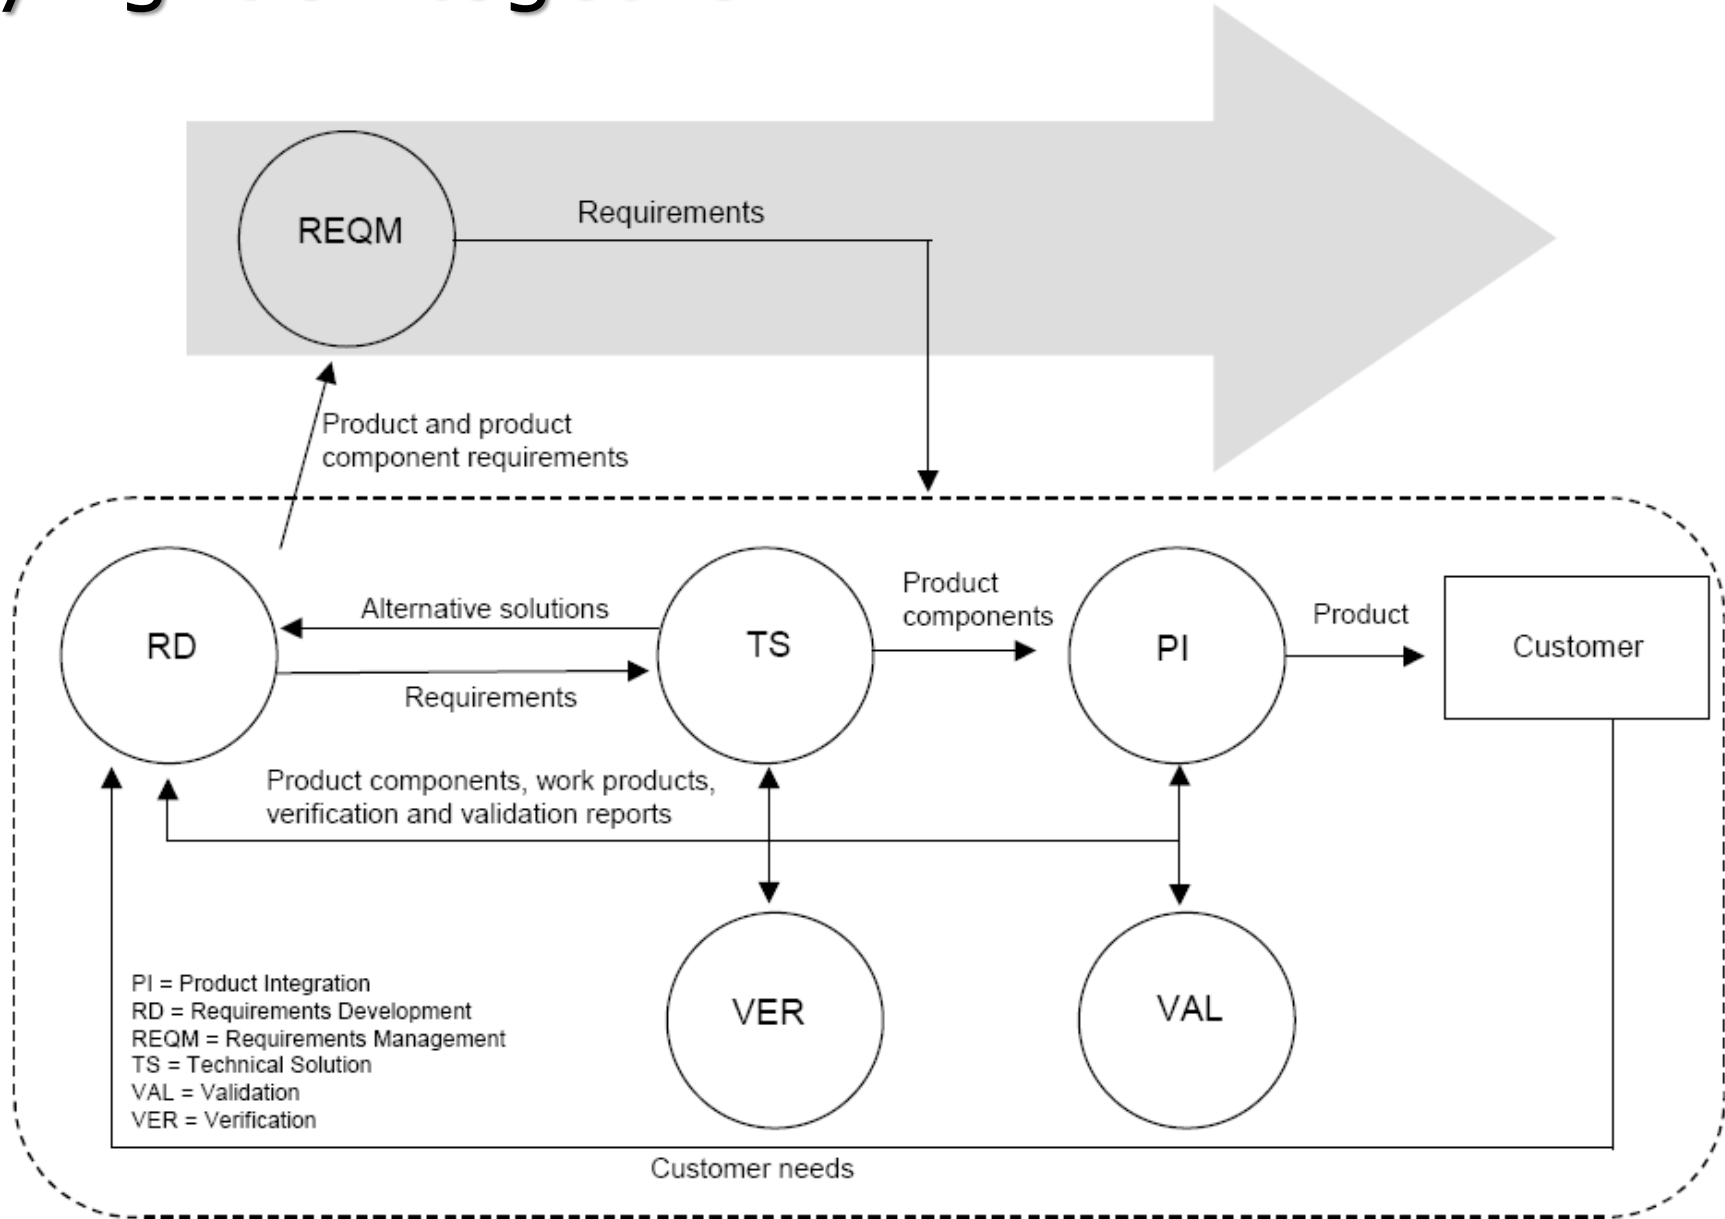 REQM
Requirements
Product and product
component requirements
RD
Alternative solutions
Requirements
TS
Product
components
PI
Product
Customer
Product components, work products,
verification and validation reports
VER
VAL
PI = Product Integration
RD = Requirements Development
REQM = Requirements Management
TS = Technical Solution
VAL = Validation
VER = Verification
Customer needs